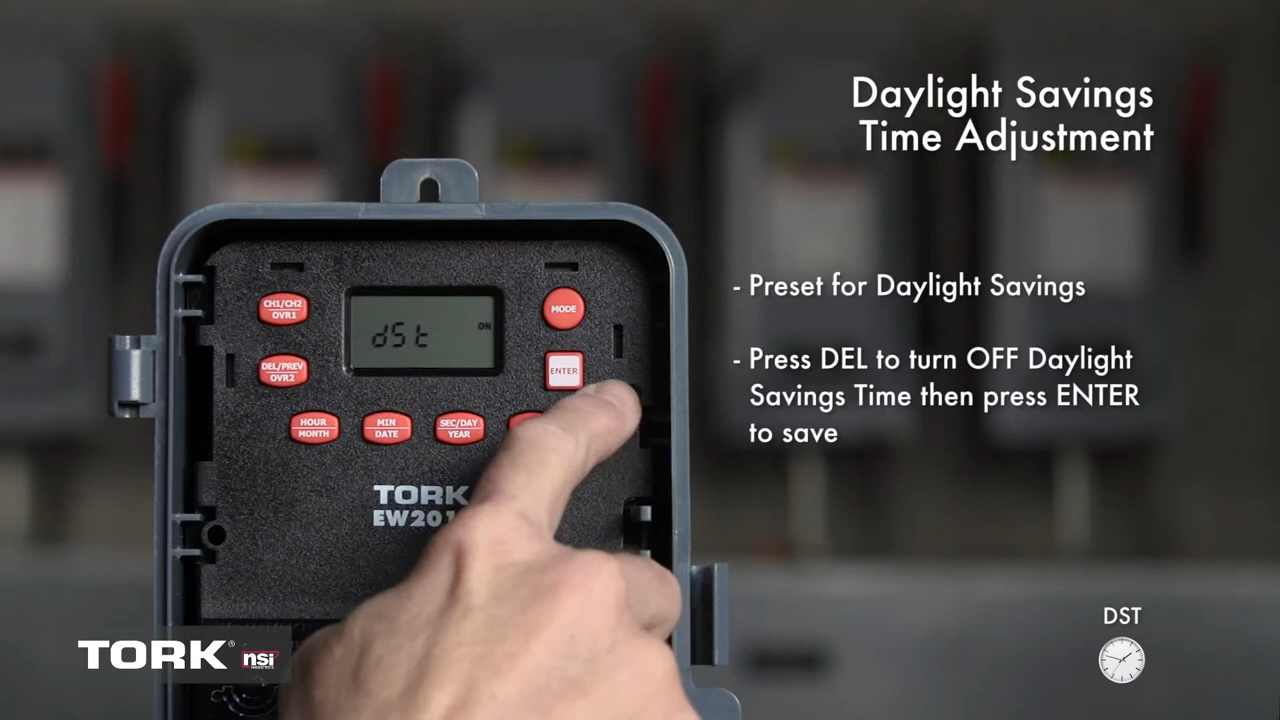 Daylight Savings
Time Adjustment
- Preset for Daylight Savings
- Press DEL to turn OFF Daylight
Savings Time then press ENTER
to save
CH1/CH2
OVR1
MODE
dSt
ON
DEL/PREV
OVR2
ENTER
HOUR
MONTH
MIN
DATE
SEC/DAY
YEAR
TORK
EW201
DST
TORK®
nsi
INDUSTRIES